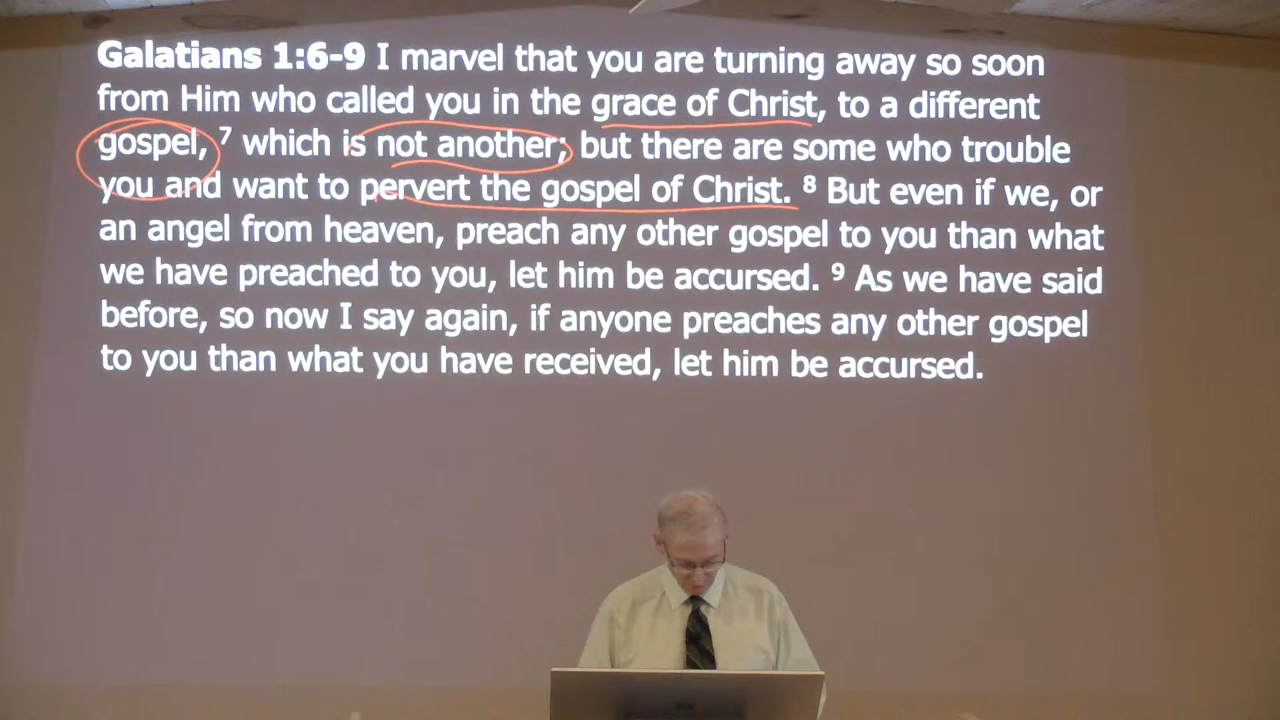 Galatians 1:6-9 I marvel that you are turning away so soon
from Him who called you in the grace of Christ, to a different
gospel, 7 which is not another; but there are some who trouble
you and want to pervert the gospel of Christ. 8 But even if we, or
an angel from heaven, preach any other gospel to you than what
we have preached to you, let him be accursed. 9 As we have said
before, so now I say again, if anyone preaches any other gospel
to you than what you have received, let him be accursed.